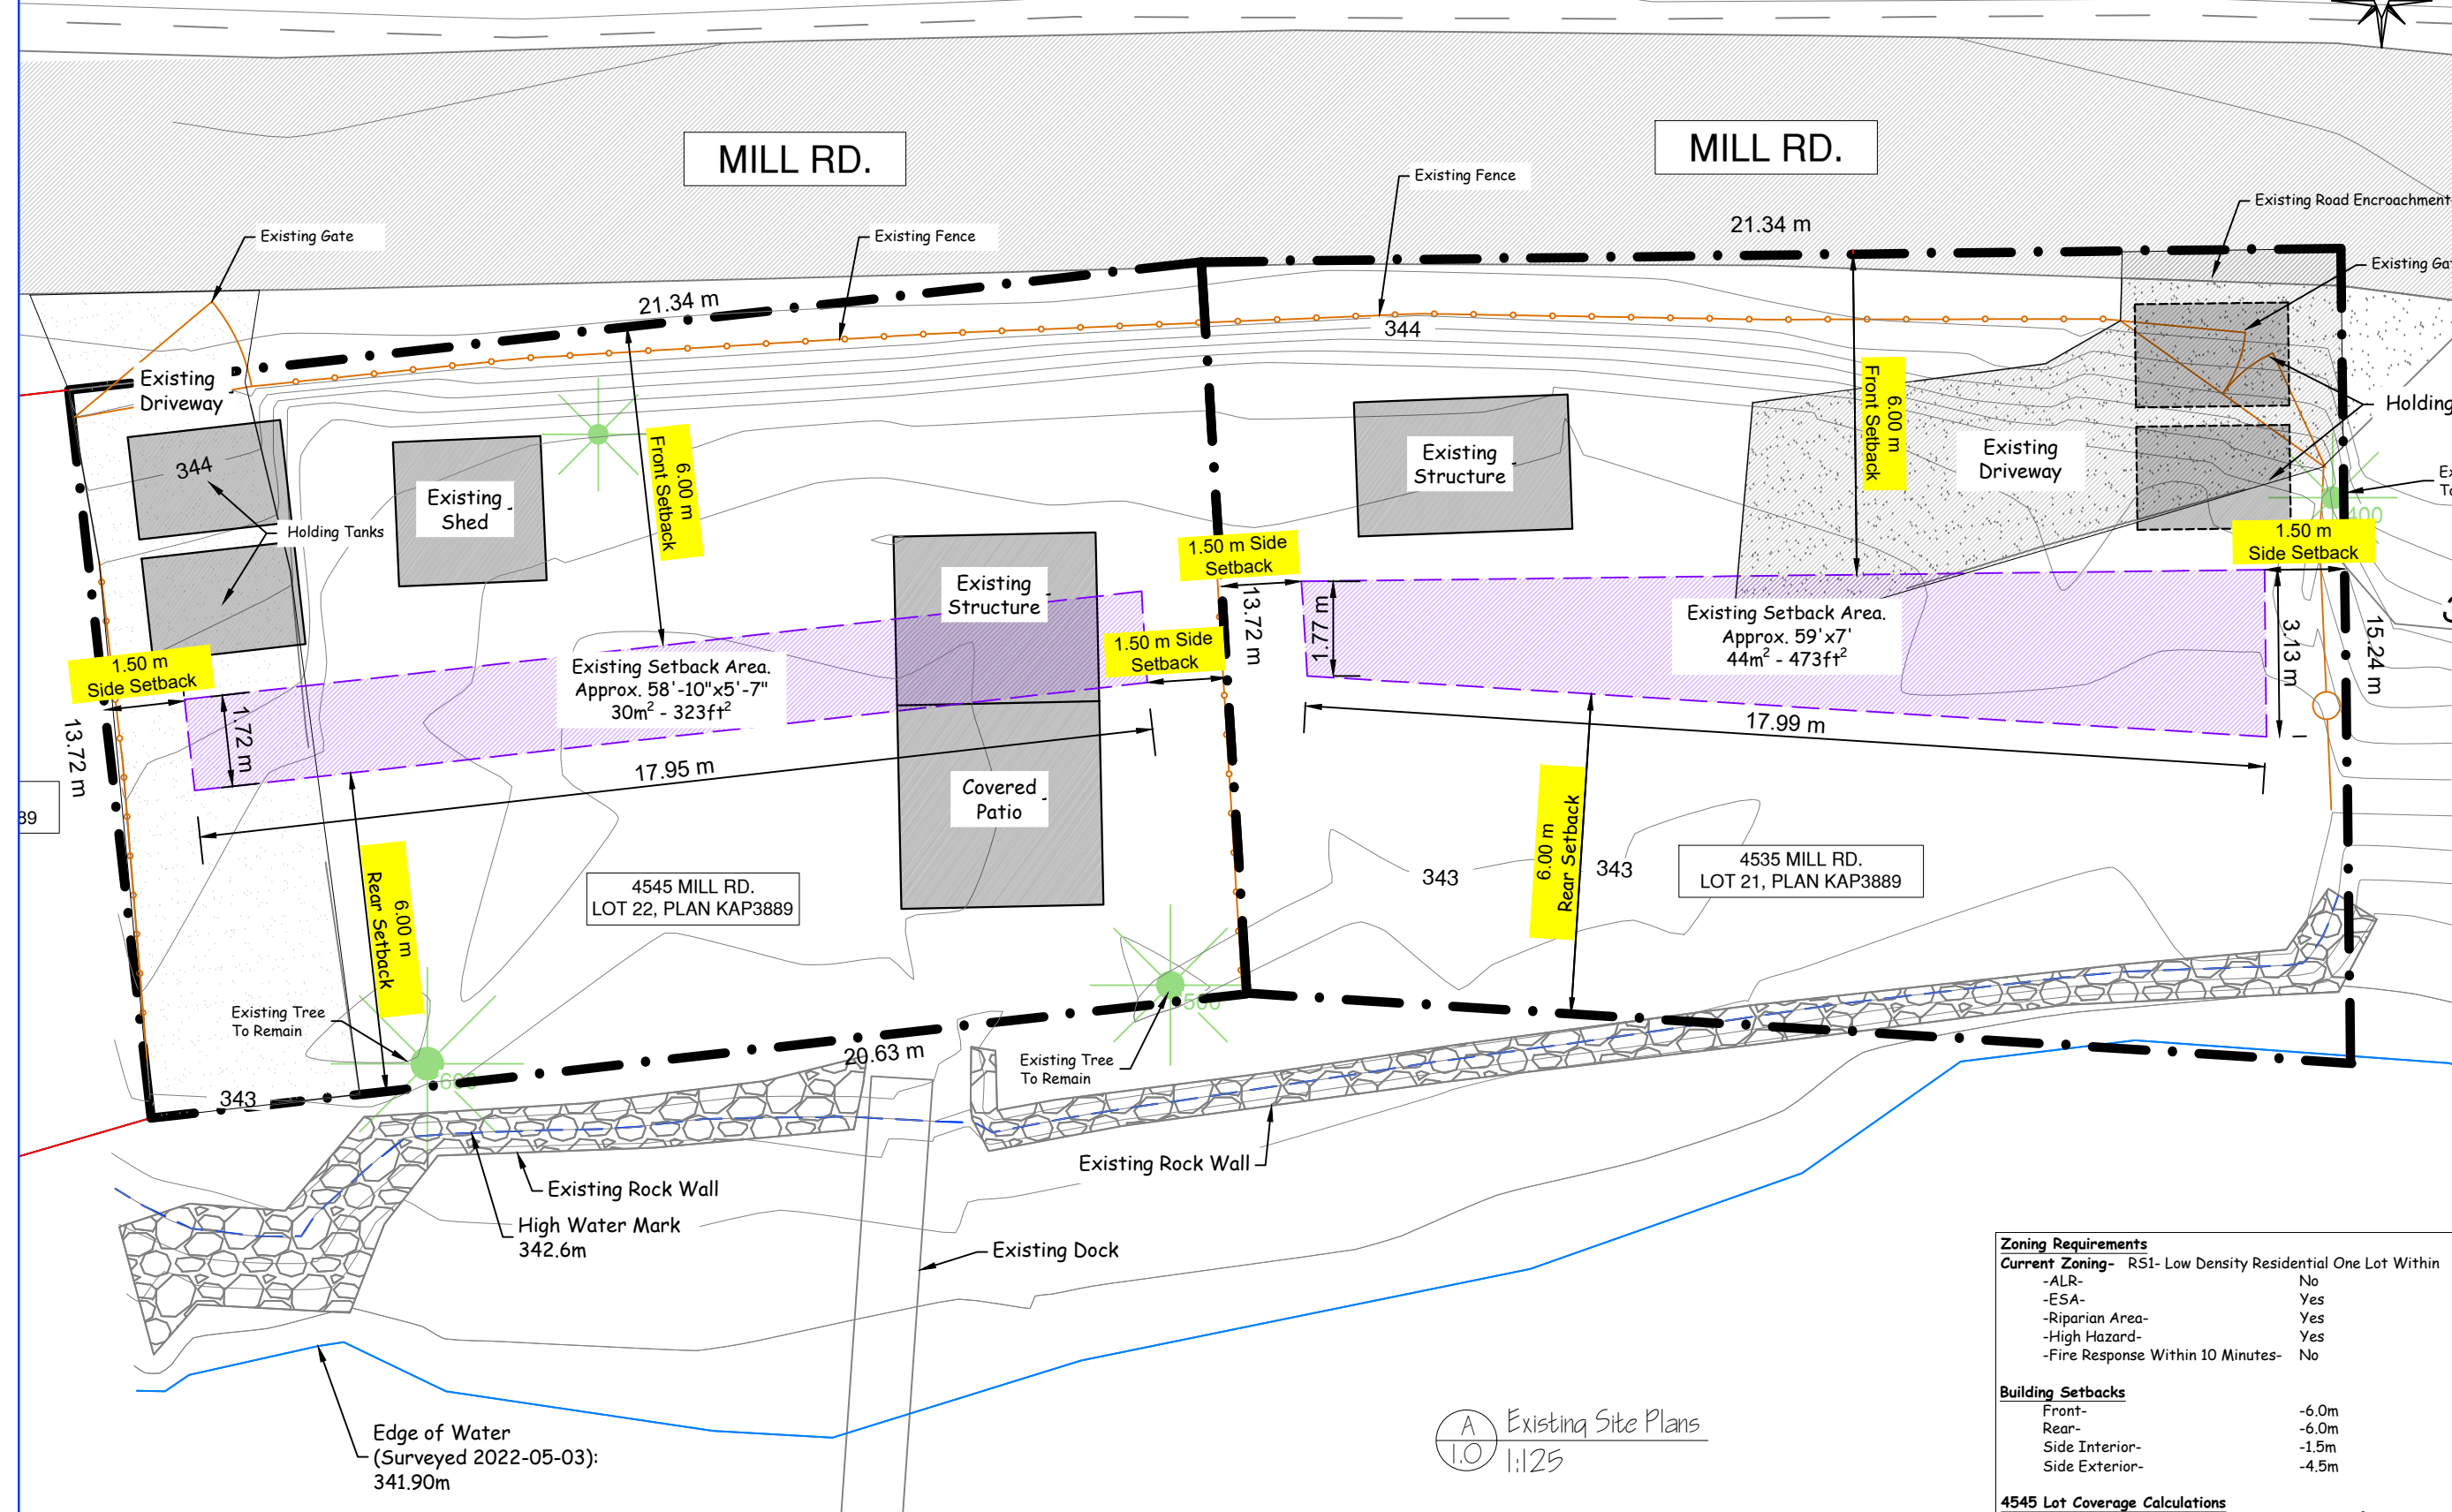 MILL RD.
MILL RD.
Existing Fence
Existing Road Encroachment
21.34 m
Existing Gate
Existing Fence
21.34 m
344
Existing
Driveway
344
Holding Tanks
Existing
Shed
6.00 m
Front Setback
Existing
Structure
6.00 m
Front Setback
Existing
Driveway
Holding
400
1.50 m Side
Setback
1.50 m
Side Setback
Existing
Structure
13.72 m
1.77 m
Existing Setback Area.
Approx. 59'x7'
44m² - 473ft²
3.13 m
15.24 m
1.50 m
Side Setback
1.50 m Side
Setback
Existing Setback Area.
Approx. 58'-10"x5'-7"
30m² - 323ft²
1.72 m
13.72 m
17.95 m
17.99 m
Covered
Patio
89
6.00 m
Rear Setback
4545 MILL RD.
LOT 22, PLAN KAP3889
6.00 m
Rear Setback
343
343
4535 MILL RD.
LOT 21, PLAN KAP3889
Existing Tree
To Remain
600
343
20.63 m
500
Existing Tree
To Remain
Existing Rock Wall
Existing Rock Wall
High Water Mark
342.6m
Existing Dock
Edge of Water
(Surveyed 2022-05-03):
341.90m
A
1.0
Existing Site Plans
1:125
Zoning Requirements
Current Zoning- RS1- Low Density Residential One Lot Within
-ALR- No
-ESA- Yes
-Riparian Area- Yes
-High Hazard- Yes
-Fire Response Within 10 Minutes- No
Building Setbacks
Front- -6.0m
Rear- -6.0m
Side Interior- -1.5m
Side Exterior- -4.5m
4545 Lot Coverage Calculations